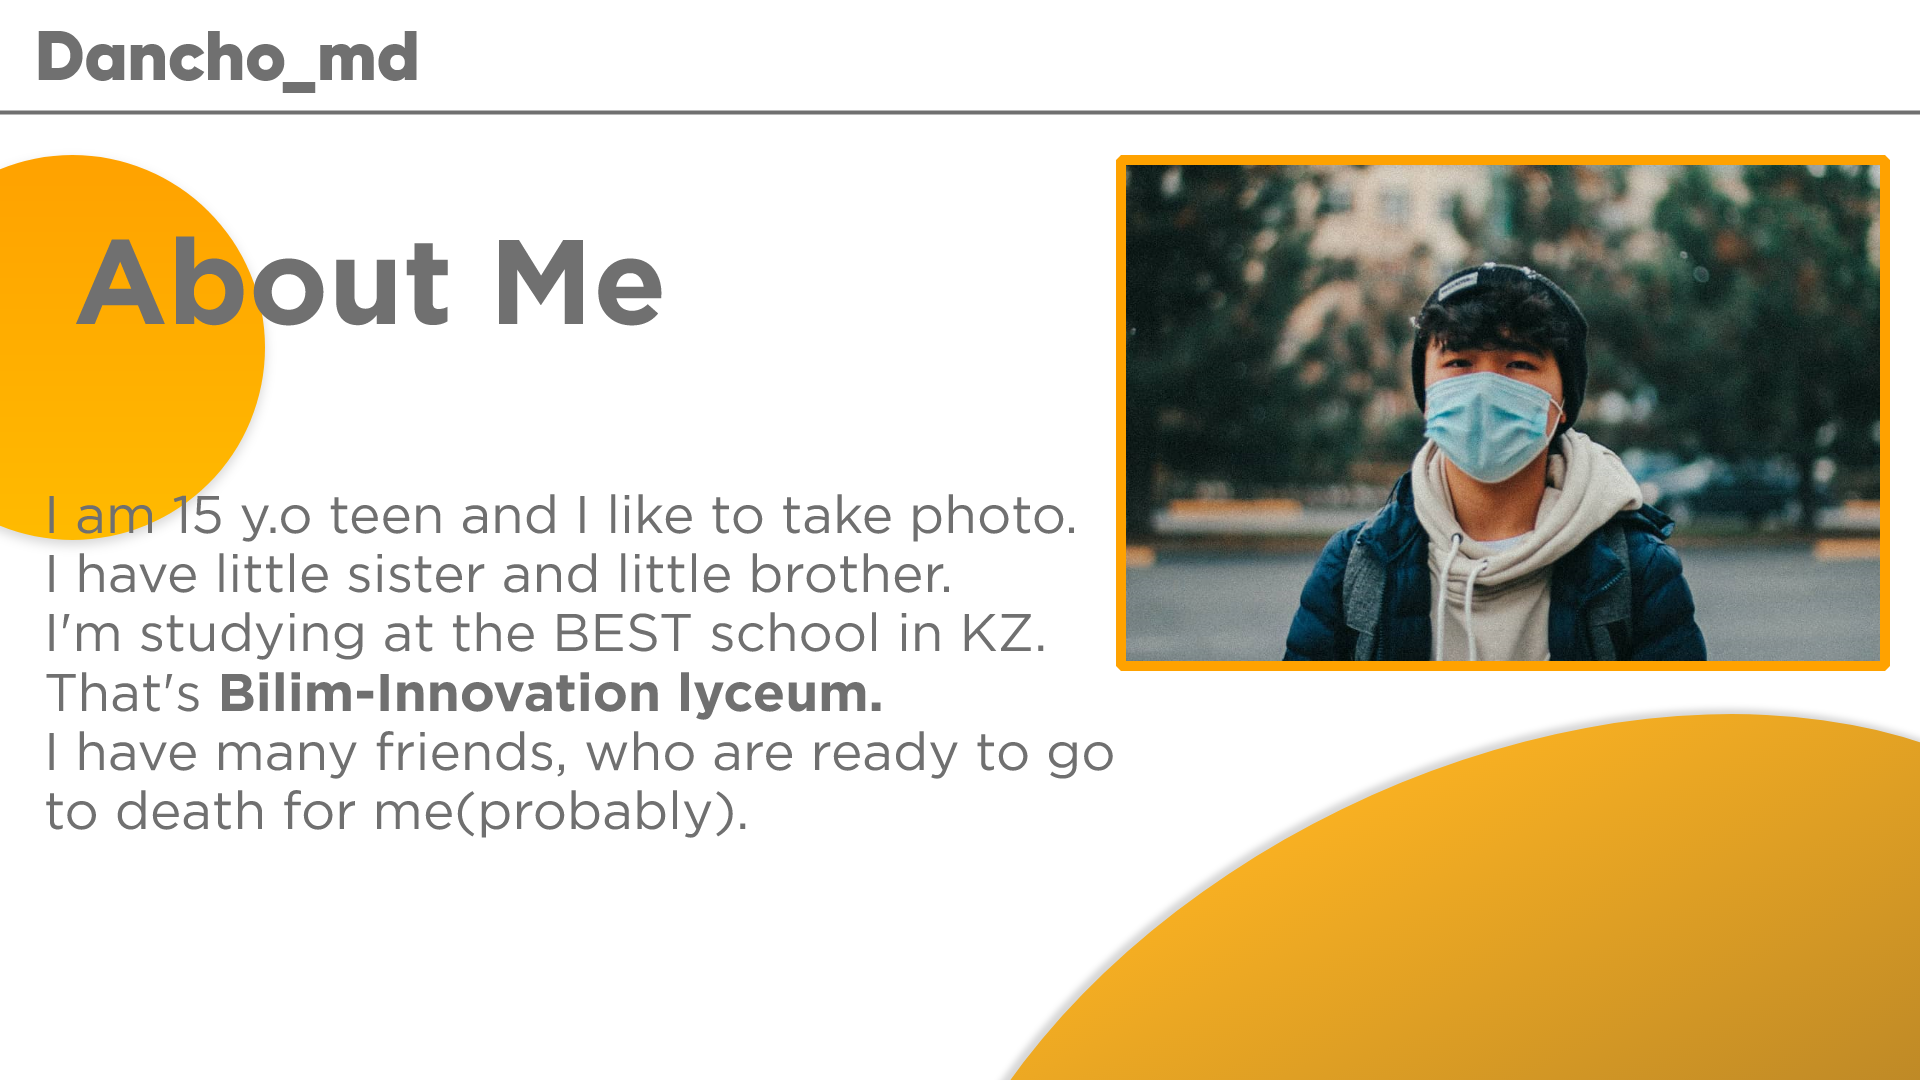 Dancho_md
About Me
I am 15 y.o teen and I like to take photo.
I have little sister and little brother.
I'm studying at the BEST school in KZ.
That's Bilim-Innovation lyceum.
I have many friends, who are ready to go
to death for me(probably).